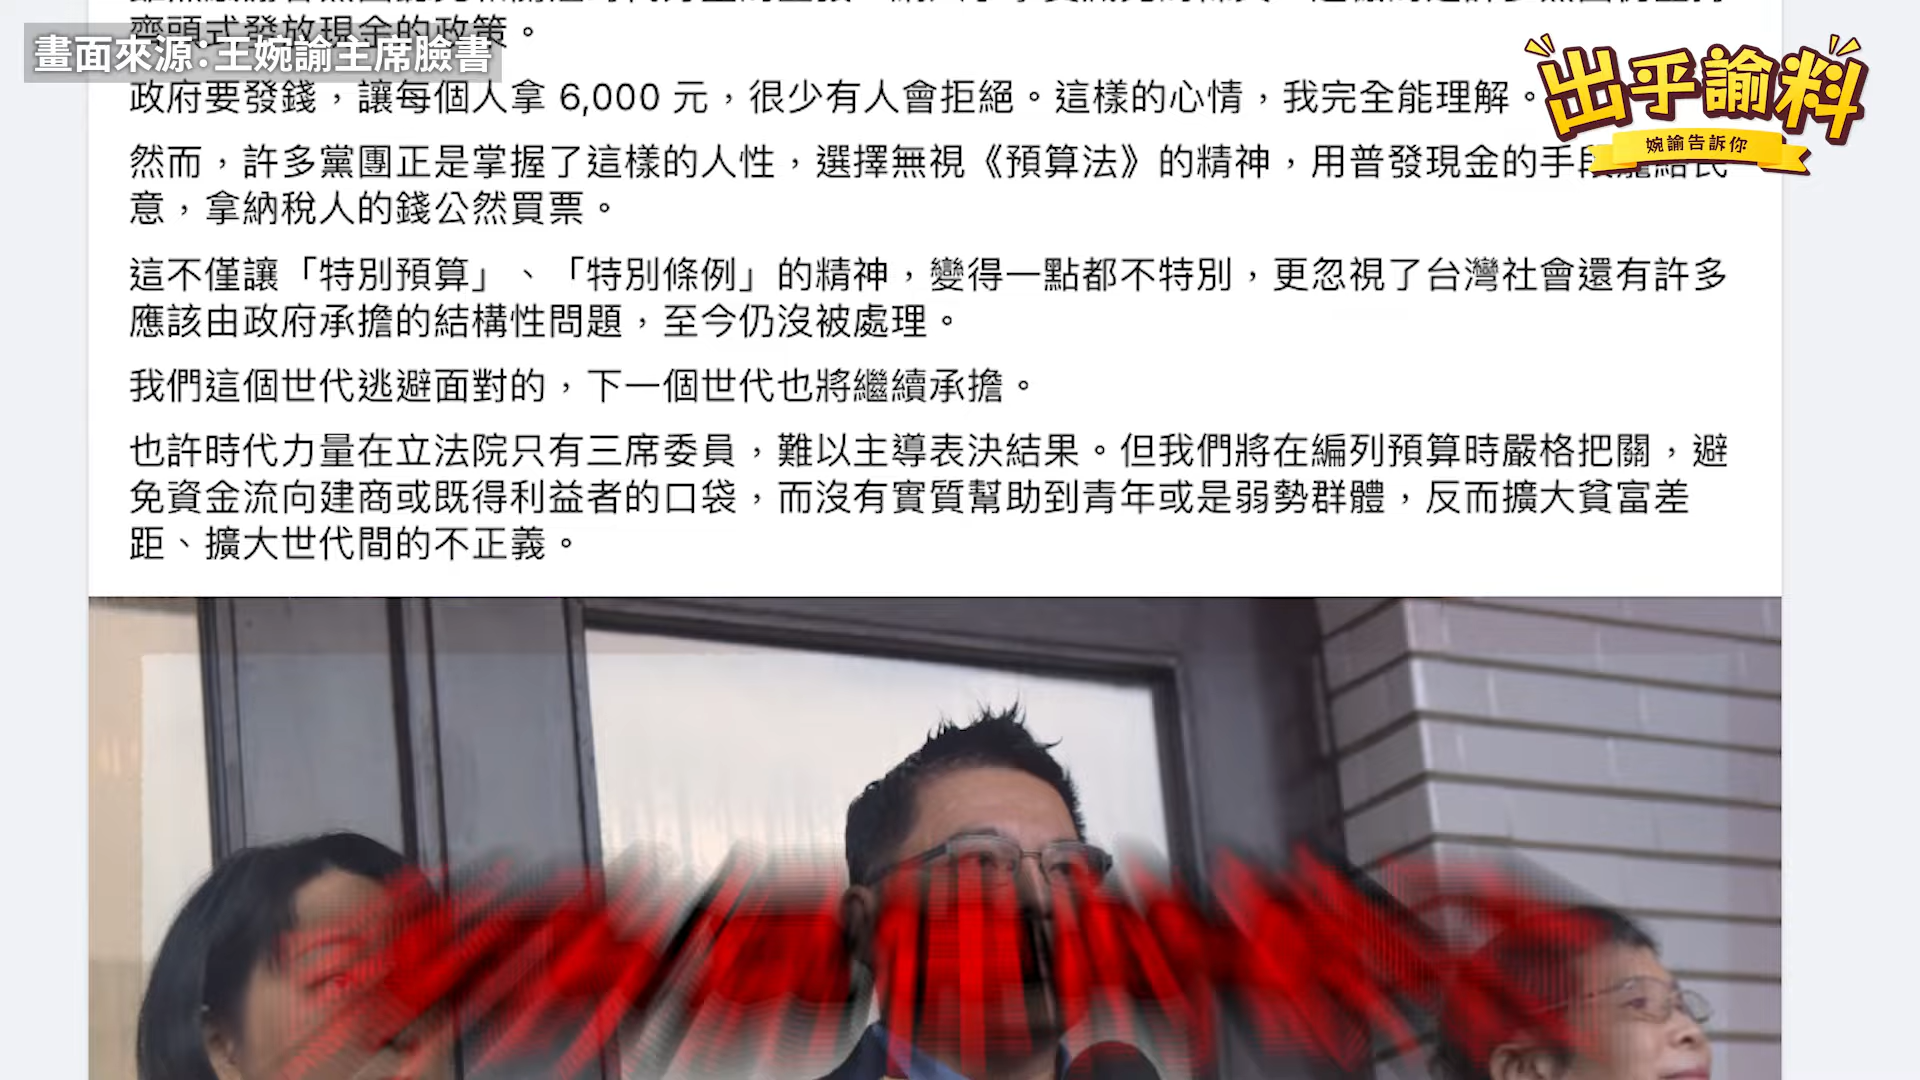 畫面來源:王婉諭主席臉書
出乎諭料
婉諭告訴你
齊頭式發放現金的政策。
政府要發錢，讓每個人拿 6,000 元，很少有人會拒絕。這樣的心情，我完全能理解。
然而，許多黨團正是掌握了這樣的人性，選擇無視《預算法》的精神，用普發現金的手
意，拿納稅人的錢公然買票。
這不僅讓「特別預算」、「特別條例」的精神，變得一點都不特別，更忽視了台灣社會還有許多
應該由政府承擔的結構性問題，至今仍沒被處理。
我們這個世代逃避面對的，下一個世代也將繼續承擔。
也許時代力量在立法院只有三席委員，難以主導表決結果。但我們將在編列預算時嚴格把關，避
免資金流向建商或既得利益者的口袋，而沒有實質幫助到青年或是弱勢群體，反而擴大貧富差
距、擴大世代間的不正義。